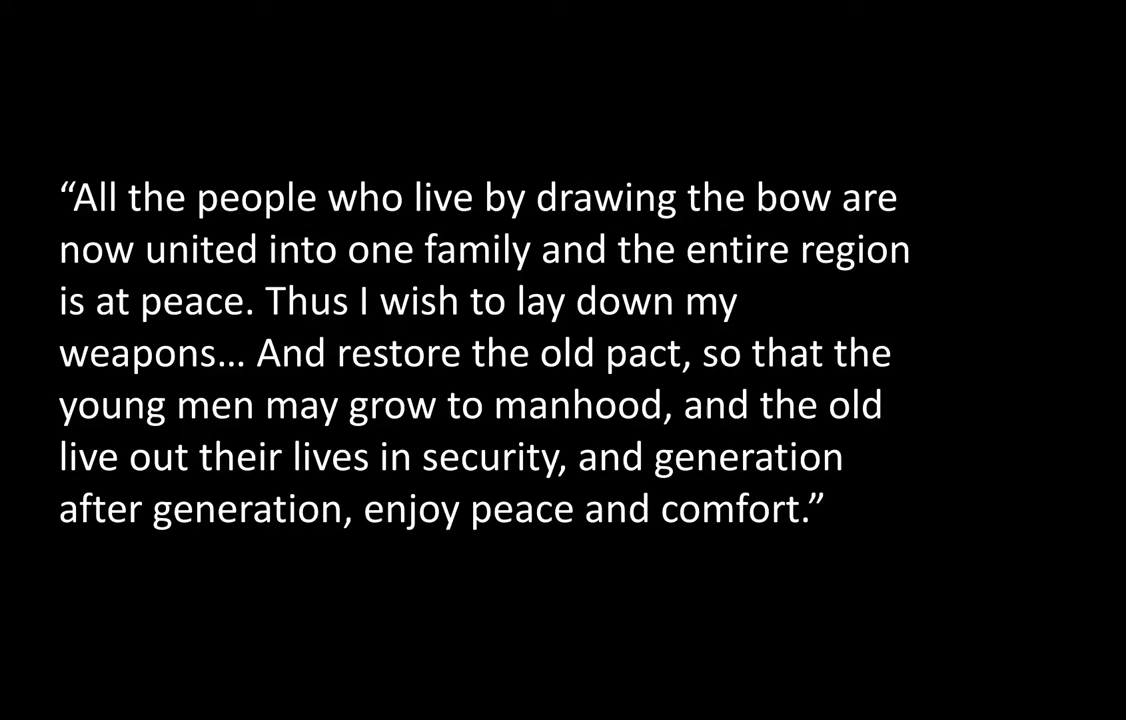 “All the people who live by drawing the bow are
now united into one family and the entire region
is at peace. Thus I wish to lay down my
weapons… And restore the old pact, so that the
young men may grow to manhood, and the old
live out their lives in security, and generation
after generation, enjoy peace and comfort.”